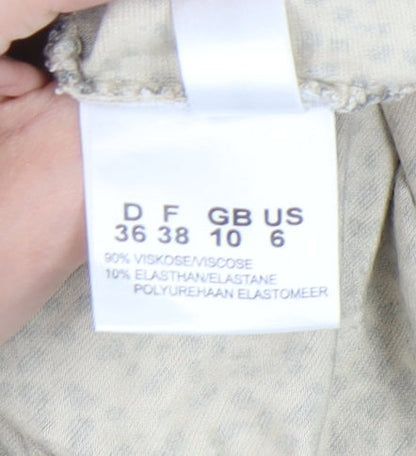 D F GB US
36 38 10 6
90% VISKOSE/VISCOSE
10% ELASTHAN/ELASTANE
POLYUREHAAN ELASTOMEER